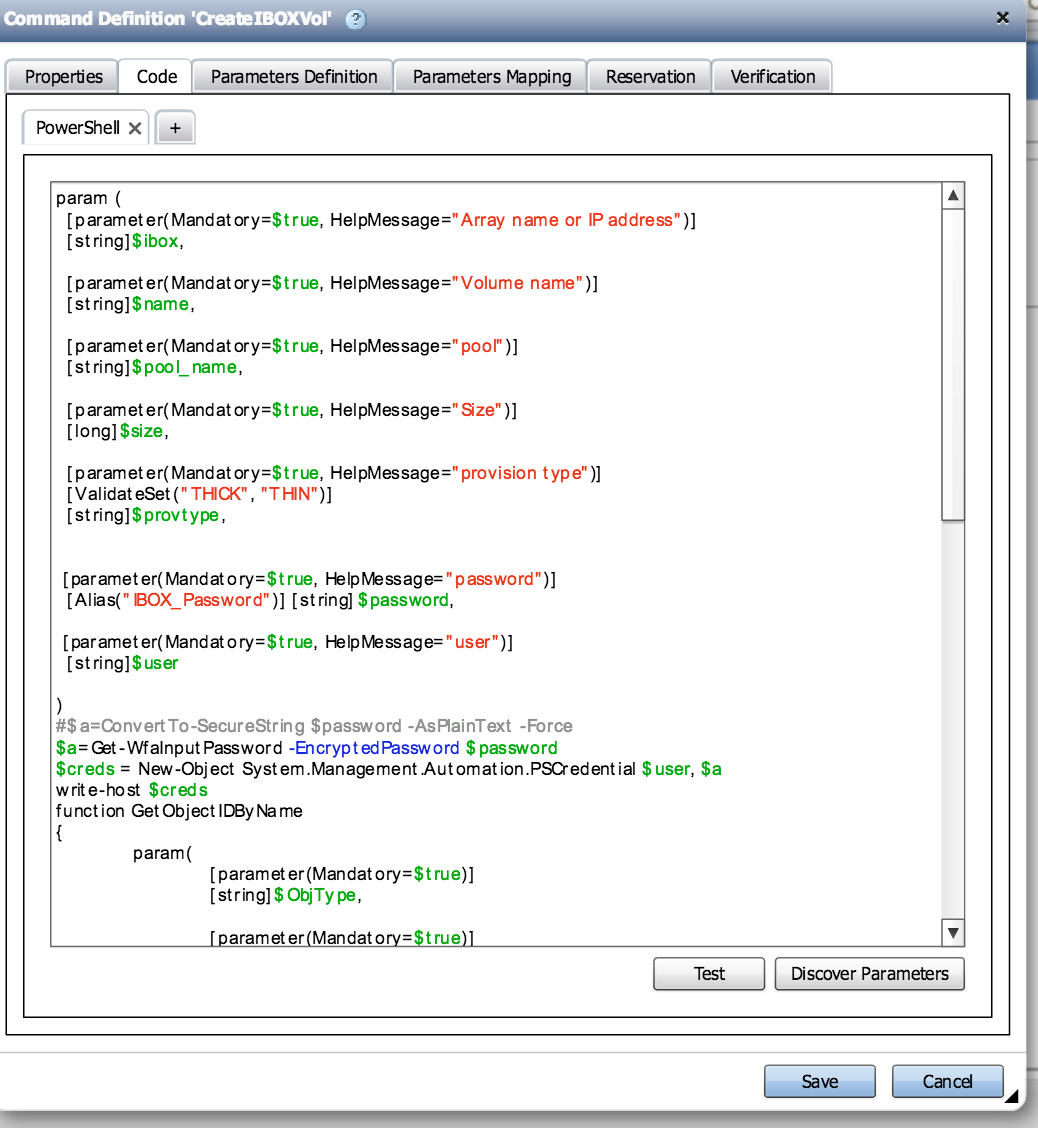 Command Definition 'CreateIBOXVol' ?
Properties
Code
Parameters Definition
Parameters Mapping
Reservation
Verification
PowerShell
+
param (
[parameter(Mandatory=$true, HelpMessage="Array name or IP address")]
[string]$ibox,
[parameter(Mandatory=$true, HelpMessage="Volume name")]
[string]$name,
[parameter(Mandatory=$true, HelpMessage="pool")]
[string]$pool_name,
[parameter(Mandatory=$true, HelpMessage="Size")]
[long]$size,
[parameter(Mandatory=$true, HelpMessage="provision type")]
[ValidateSet("THICK", "THIN")]
[string]$provtype,
[parameter(Mandatory=$true, HelpMessage="password")]
[Alias("IBOX_Password")] [string] $password,
[parameter(Mandatory=$true, HelpMessage="user")]
[string]$user
)
#$a=ConvertTo-SecureString $password -AsPlainText -Force
$a=Get-WfaInputPassword -EncryptedPassword $password
$creds = New-Object System.Management.Automation.PSCredential $user, $a
write-host $creds
function GetObjectIDByName
{
param(
[parameter(Mandatory=$true)]
[string]$ObjType,
[parameter(Mandatory=$true)]
Test
Discover Parameters
Save
Cancel